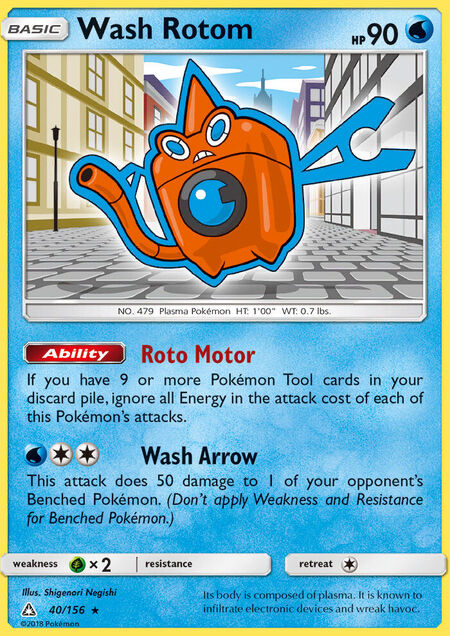 BASIC Wash Rotom HP 90
NO. 479 Plasma Pokémon HT: 1'00" WT: 0.7 lbs.
Ability Roto Motor
If you have 9 or more Pokémon Tool cards in your
discard pile, ignore all Energy in the attack cost of each of
this Pokémon's attacks.
Wash Arrow
This attack does 50 damage to 1 of your opponent's
Benched Pokémon. (Don't apply Weakness and Resistance
for Benched Pokémon.)
weakness ×2 resistance retreat
Illus. Shigenori Negishi
40/156 ★
©2018 Pokémon
Its body is composed of plasma. It is known to
infiltrate electronic devices and wreak havoc.